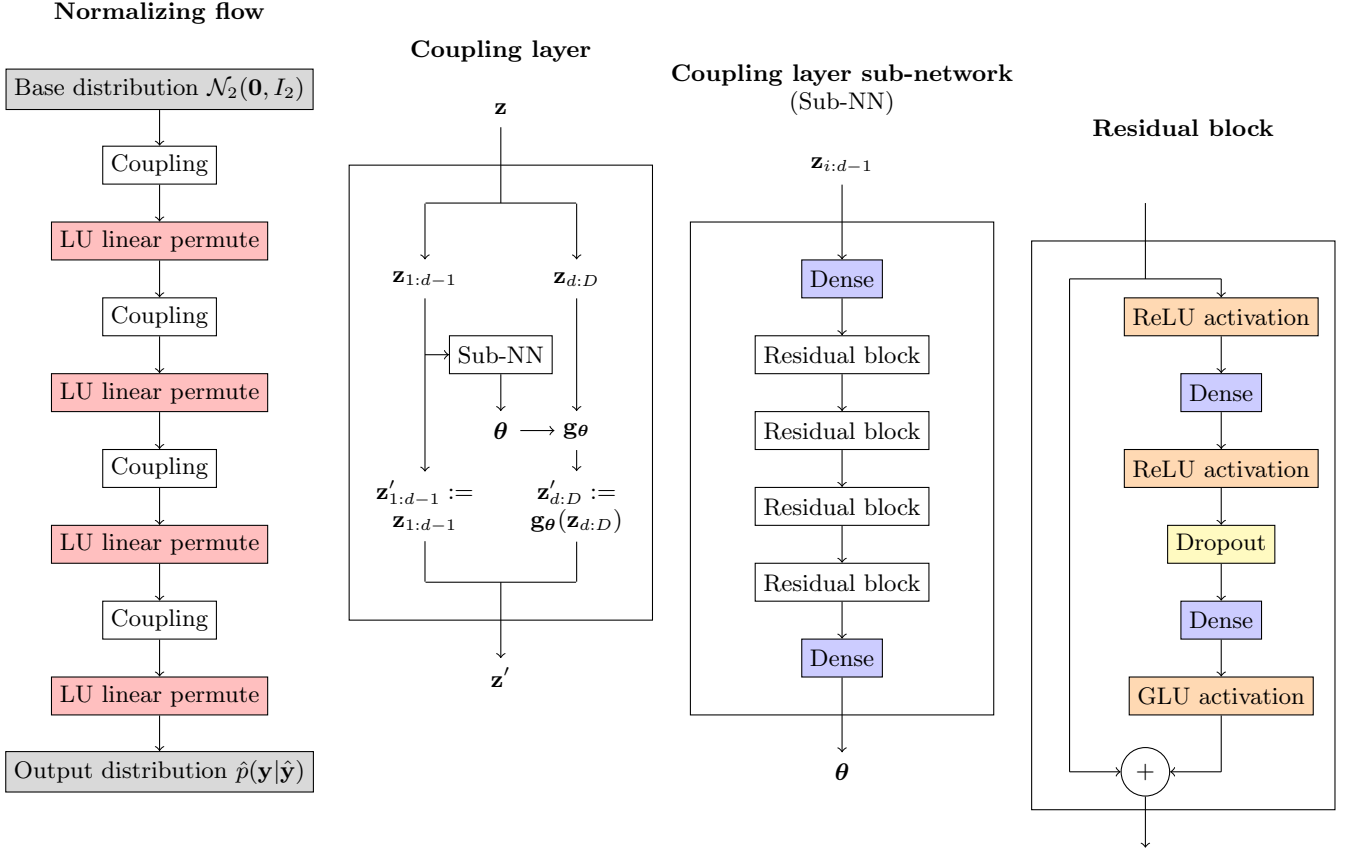 Normalizing flow
Base distribution 𝒩₂(𝟎, I₂)
Coupling
LU linear permute
Coupling
LU linear permute
Coupling
LU linear permute
Coupling
LU linear permute
Output distribution p̂(𝐲|𝐲̂)
Coupling layer
𝐳
𝐳₁:d−1
𝐳d:D
Sub-NN
𝜽
𝐠𝜽
𝐳′₁:d−1 :=
𝐳₁:d−1
𝐳′d:D :=
𝐠𝜽(𝐳d:D)
𝐳′
Coupling layer sub-network
(Sub-NN)
𝐳i:d−1
Dense
Residual block
Residual block
Residual block
Residual block
Dense
𝜽
Residual block
ReLU activation
Dense
ReLU activation
Dropout
Dense
GLU activation
+